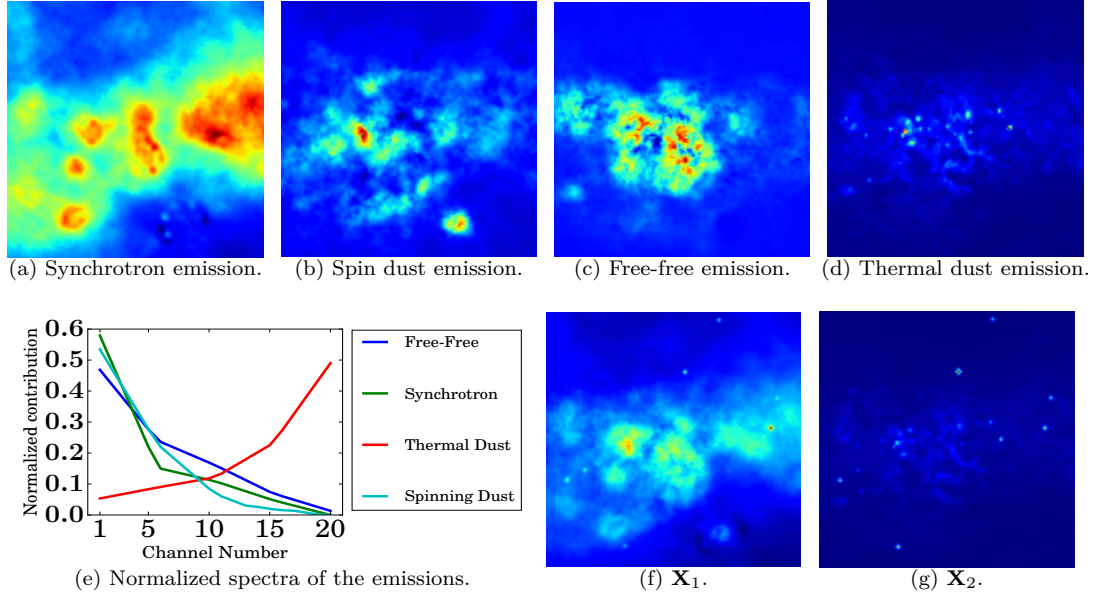 (a) Synchrotron emission.
(b) Spin dust emission.
(c) Free-free emission.
(d) Thermal dust emission.
Normalized contribution
0.6
0.5
0.4
0.3
0.2
0.1
0.0
1 5 10 15 20
Channel Number
Free-Free
Synchrotron
Thermal Dust
Spinning Dust
(e) Normalized spectra of the emissions.
(f) X₁.
(g) X₂.